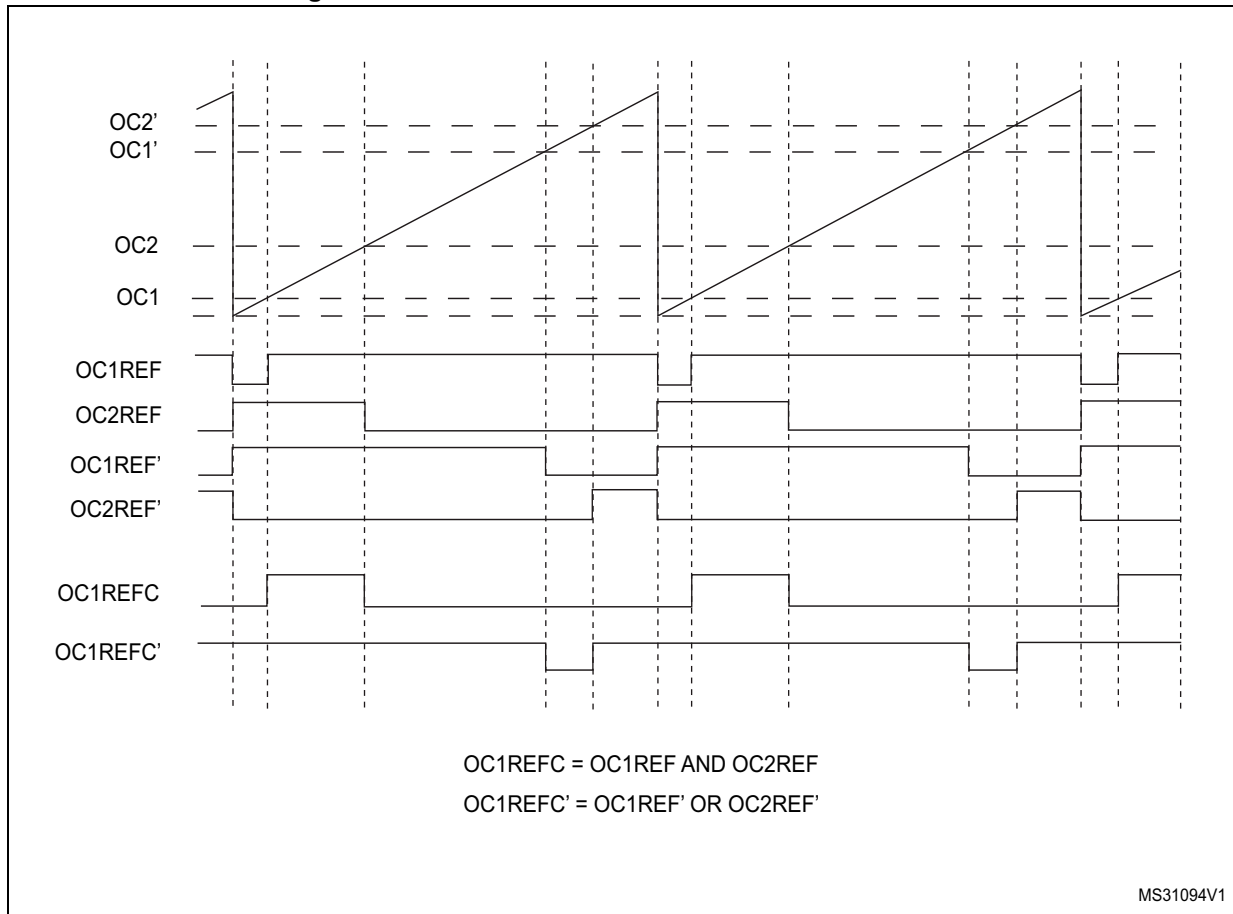 OC2’
OC1’
OC2
OC1
OC1REF
OC2REF
OC1REF’
OC2REF’
OC1REFC
OC1REFC’
OC1REFC = OC1REF AND OC2REF
OC1REFC’ = OC1REF’ OR OC2REF’
MS31094V1